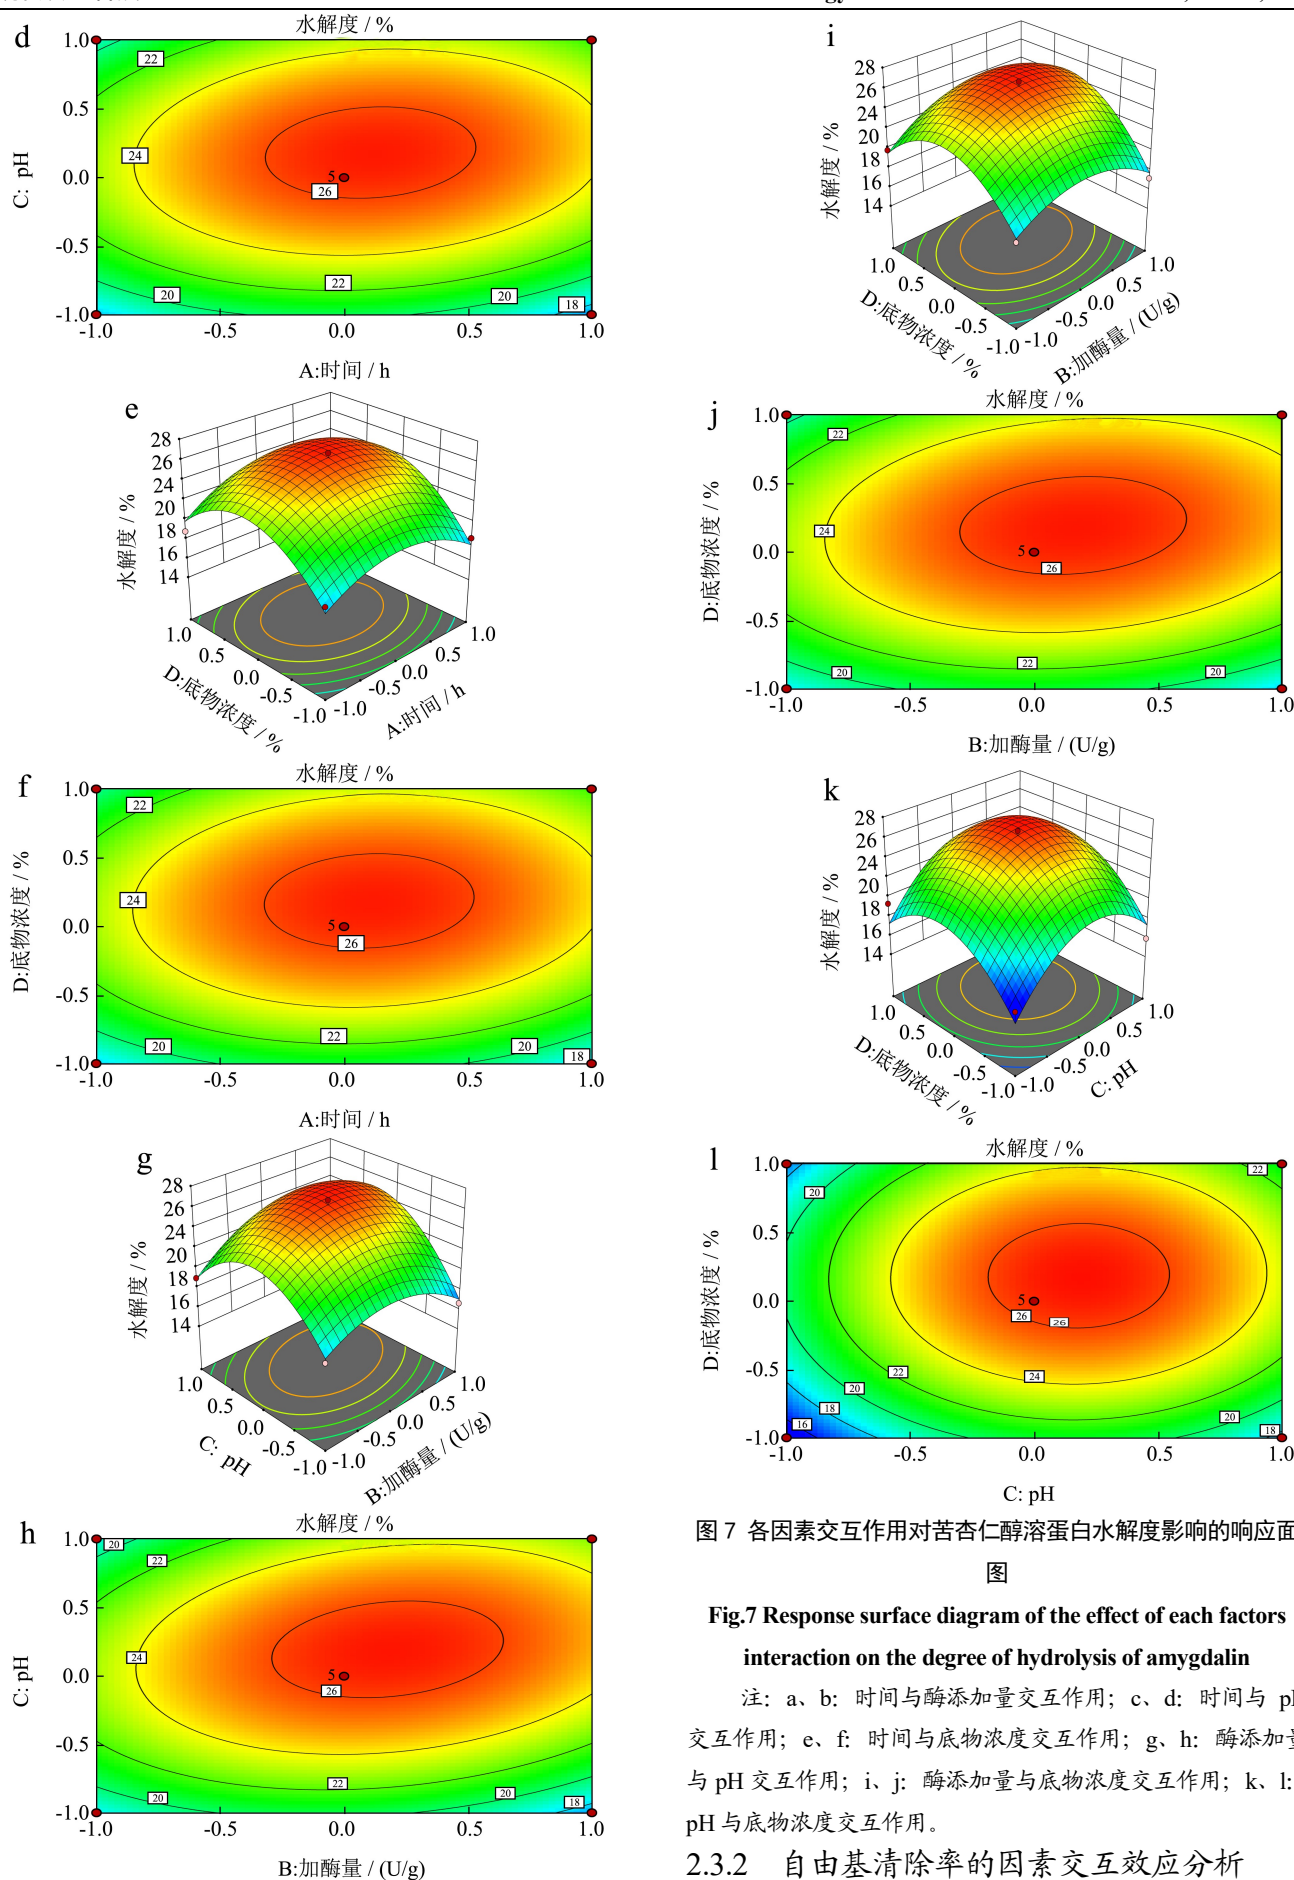 d
水解度 / %
1.0
0.5
0.0
-0.5
-1.0
C: pH
22
24
5
26
22
20
20
18
-1.0 -0.5 0.0 0.5 1.0
A:时间 / h
e
28
26
24
22
20
18
16
14
水解度 / %
1.0
0.5
0.0
-0.5
-1.0
D:底物浓度 / %
1.0
0.5
0.0
-0.5
-1.0
A:时间 / h
f
水解度 / %
1.0
0.5
0.0
-0.5
-1.0
D:底物浓度 / %
22
24
5
26
22
20
20
18
-1.0 -0.5 0.0 0.5 1.0
A:时间 / h
g
28
26
24
22
20
18
16
14
水解度 / %
1.0
0.5
0.0
-0.5
-1.0
C: pH
1.0
0.5
0.0
-0.5
-1.0
B:加酶量 / (U/g)
h
水解度 / %
1.0
0.5
0.0
-0.5
-1.0
C: pH
20
22
24
5
26
22
20
20
18
-1.0 -0.5 0.0 0.5 1.0
B:加酶量 / (U/g)
i
28
26
24
22
20
18
16
14
水解度 / %
1.0
0.5
0.0
-0.5
-1.0
D:底物浓度 / %
1.0
0.5
0.0
-0.5
-1.0
B:加酶量 / (U/g)
j
水解度 / %
1.0
0.5
0.0
-0.5
-1.0
D:底物浓度 / %
22
24
5
26
22
20
20
-1.0 -0.5 0.0 0.5 1.0
B:加酶量 / (U/g)
k
28
26
24
22
20
18
16
14
水解度 / %
1.0
0.5
0.0
-0.5
-1.0
D:底物浓度 / %
1.0
0.5
0.0
-0.5
-1.0
C: pH
l
水解度 / %
1.0
0.5
0.0
-0.5
-1.0
D:底物浓度 / %
22
20
5
26
26
24
22
20
18
16
20
18
-1.0 -0.5 0.0 0.5 1.0
C: pH
图 7 各因素交互作用对苦杏仁醇溶蛋白水解度影响的响应面
图
Fig.7 Response surface diagram of the effect of each factors
interaction on the degree of hydrolysis of amygdalin
注：a、b：时间与酶添加量交互作用；c、d：时间与 pH
交互作用；e、f：时间与底物浓度交互作用；g、h：酶添加量
与 pH 交互作用；i、j：酶添加量与底物浓度交互作用；k、l：
pH 与底物浓度交互作用。
2.3.2 自由基清除率的因素交互效应分析